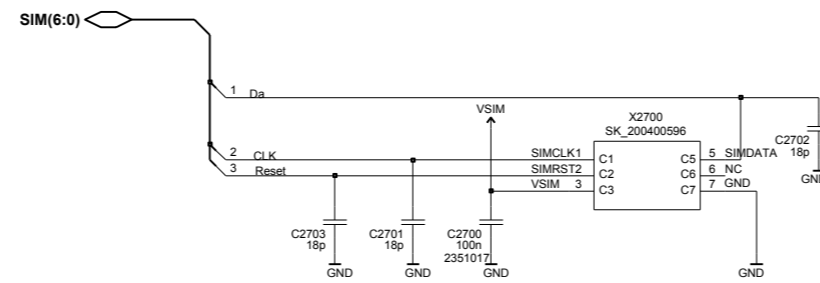 SIM(6:0)
1 Da
VSIM
X2700
SK_200400596
C2702
18p
GND
2 CLK
SIMCLK1 C1 C5 5 SIMDATA
3 Reset
SIMRST2 C2 C6 6 NC
VSIM 3 C3 C7 7 GND
C2703
18p
GND
C2701
18p
GND
C2700
100n
2351017
GND
GND